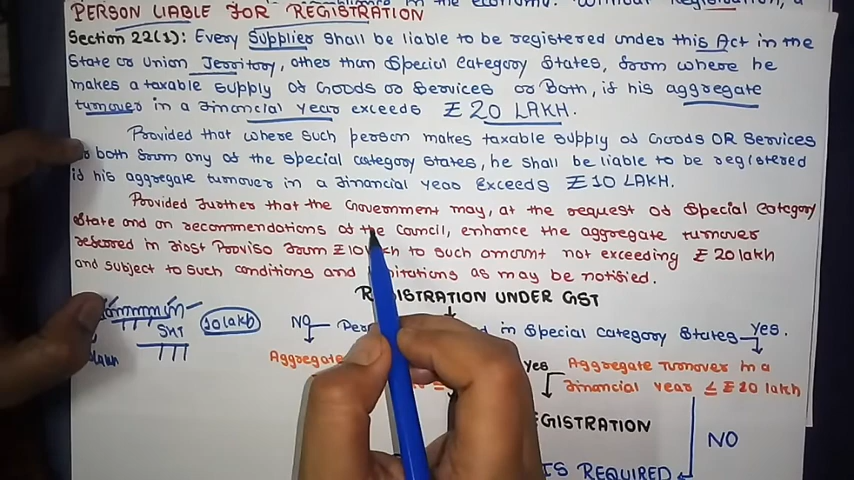 PERSON LIABLE FOR REGISTRATION
Section 22(1): Every Supplier shall be liable to be registered under this Act in the
State or Union Territory, other than Special Category States, from where he
makes a taxable supply of Goods or Services or Both, if his aggregate
turnover in a Financial year exceeds ₹ 20 LAKH.
Provided that where such person makes taxable supply of Goods OR Services
or both from any of the special category states, he shall be liable to be registered
if his aggregate turnover in a Financial year exceeds ₹ 10 LAKH.
Provided Further that the Government may, at the request of Special Category
State and on recommendations of the Council, enhance the aggregate turnover
referred in First Proviso from ₹ 10 lakh to such amount not exceeding ₹ 20 lakh
and subject to such conditions and limitations as may be notified.
REGISTRATION UNDER GST
10 lakh
NO
in Special Category States
Yes.
Aggregate
yes
Aggregate turnover in a
Financial year ≤ ₹ 20 lakh
EGISTRATION
NO
IS REQUIRED